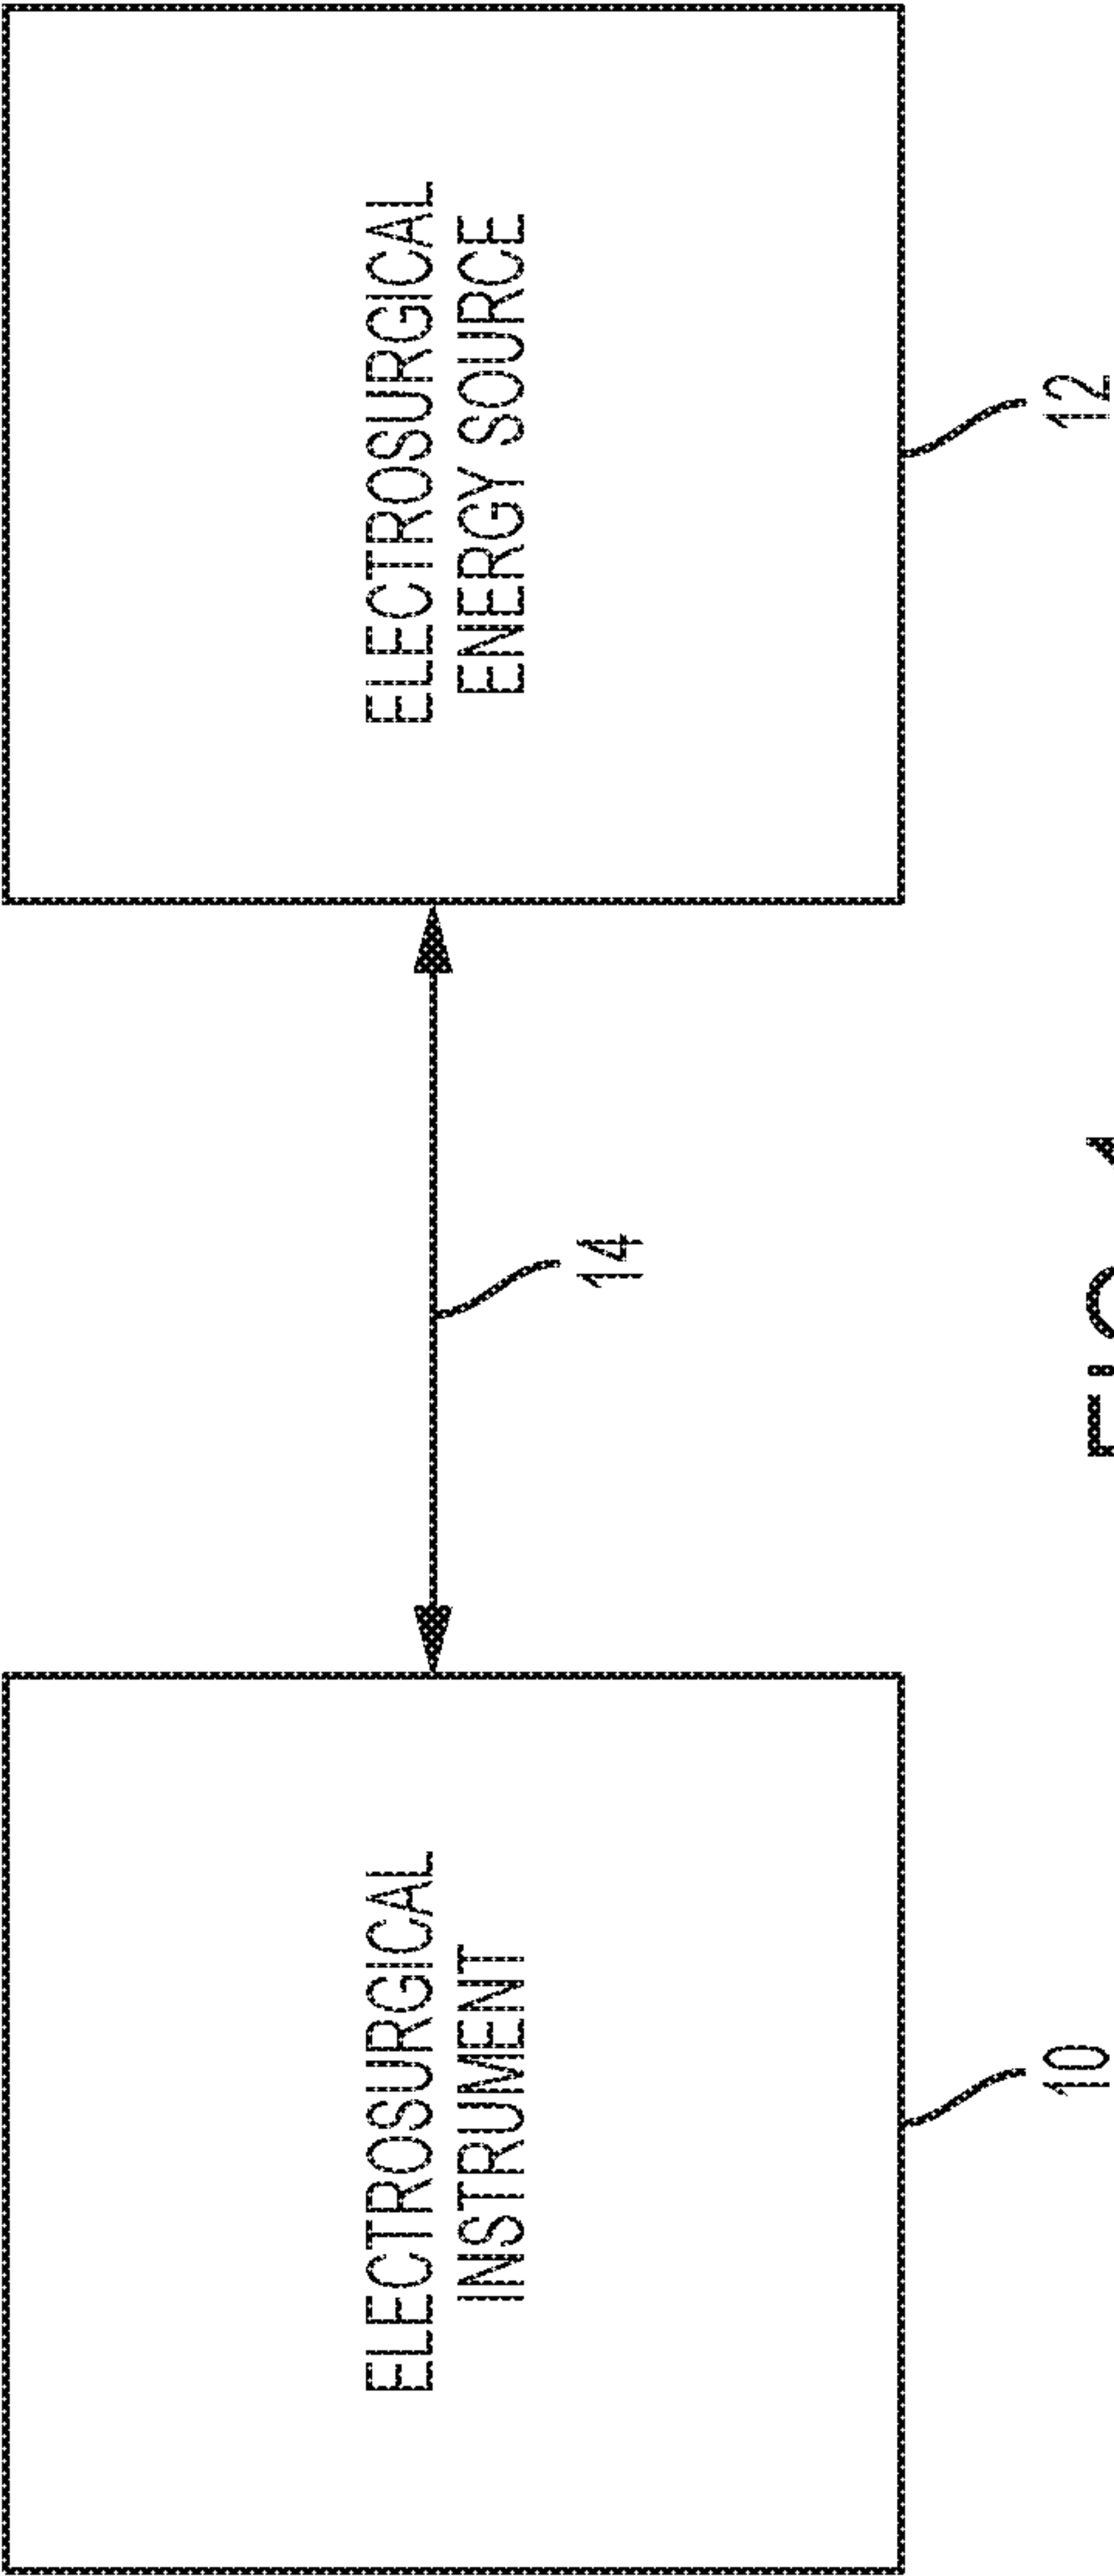 ELECTROSURGICAL
INSTRUMENT
10
14
ELECTROSURGICAL
ENERGY SOURCE
12